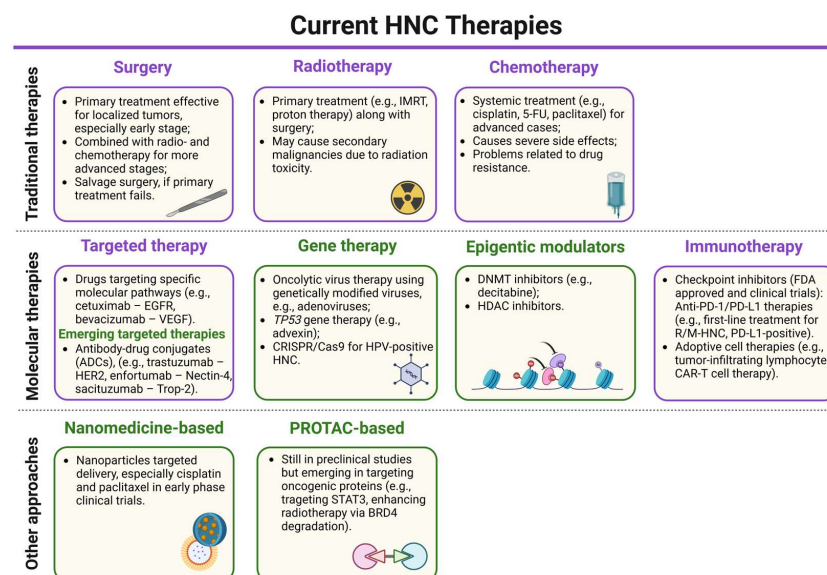 Current HNC Therapies
Traditional therapies
Surgery
• Primary treatment effective
for localized tumors,
especially early stage;
• Combined with radio- and
chemotherapy for more
advanced stages;
• Salvage surgery, if primary
treatment fails.
Radiotherapy
• Primary treatment (e.g., IMRT,
proton therapy) along with
surgery;
• May cause secondary
malignancies due to radiation
toxicity.
Chemotherapy
• Systemic treatment (e.g.,
cisplatin, 5-FU, paclitaxel) for
advanced cases;
• Causes severe side effects;
• Problems related to drug
resistance.
Molecular therapies
Targeted therapy
• Drugs targeting specific
molecular pathways (e.g.,
cetuximab – EGFR,
bevacizumab – VEGF).
Emerging targeted therapies
• Antibody-drug conjugates
(ADCs), (e.g., trastuzumab –
HER2, enfortumab – Nectin-4,
sacituzumab – Trop-2).
Gene therapy
• Oncolytic virus therapy using
genetically modified viruses,
e.g., adenoviruses;
• TP53 gene therapy (e.g.,
advexin);
• CRISPR/Cas9 for HPV-positive
HNC.
Epigentic modulators
• DNMT inhibitors (e.g.,
decitabine);
• HDAC inhibitors.
Immunotherapy
• Checkpoint inhibitors (FDA
approved and clinical trials):
Anti-PD-1/PD-L1 therapies
(e.g., first-line treatment for
R/M-HNC, PD-L1-positive).
• Adoptive cell therapies (e.g.,
tumor-infiltrating lymphocyte
CAR-T cell therapy).
Other approaches
Nanomedicine-based
• Nanoparticles targeted
delivery, especially cisplatin
and paclitaxel in early phase
clinical trials.
PROTAC-based
• Still in preclinical studies
but emerging in targeting
oncogenic proteins (e.g.,
trageting STAT3, enhancing
radiotherapy via BRD4
degradation).